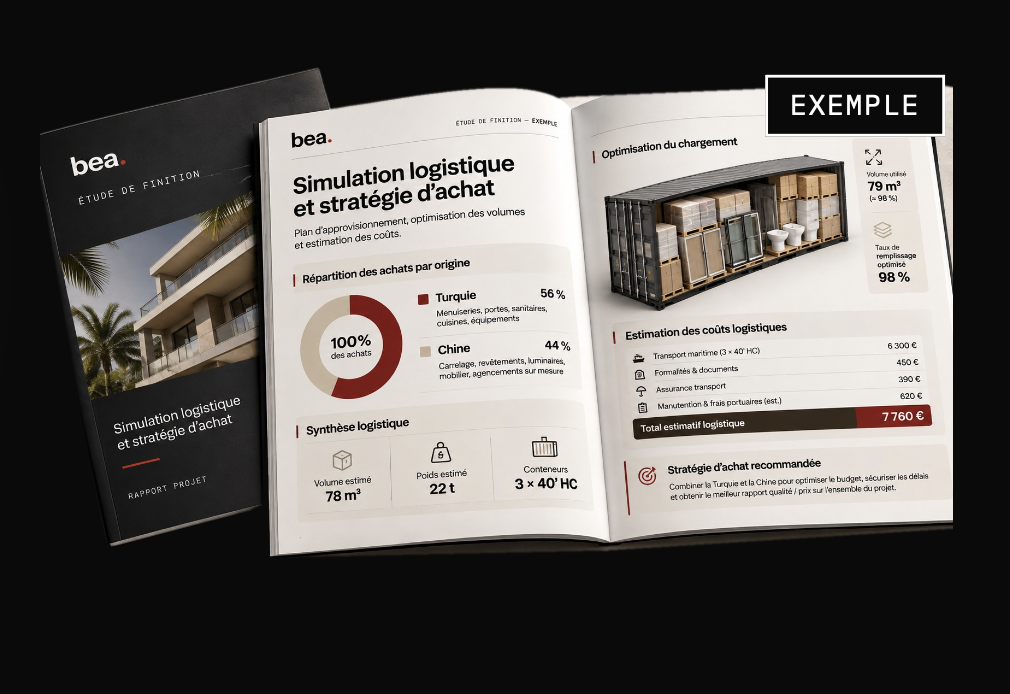 bea.
ÉTUDE DE FINITION
Simulation logistique
et stratégie d'achat
RAPPORT PROJET
bea.
ÉTUDE DE FINITION — EXEMPLE
Simulation logistique
et stratégie d'achat
Plan d'approvisionnement, optimisation des volumes
et estimation des coûts.
Répartition des achats par origine
100%
des achats
Turquie 56 %
Menuiseries, portes, sanitaires,
cuisines, équipements
Chine 44 %
Carrelage, revêtements, luminaires,
mobilier, agencements sur mesure
Synthèse logistique
Volume estimé
78 m³
Poids estimé
22 t
Conteneurs
3 × 40' HC
EXEMPLE
Optimisation du chargement
Volume utilisé
79 m³
(≈ 98 %)
Taux de
remplissage
optimisé
98 %
Estimation des coûts logistiques
Transport maritime (3 × 40' HC) 6 300 €
Formalités & documents 450 €
Assurance transport 390 €
Manutention & frais portuaires (est.) 620 €
Total estimatif logistique 7 760 €
Stratégie d'achat recommandée
Combiner la Turquie et la Chine pour optimiser le budget, sécuriser les délais
et obtenir le meilleur rapport qualité / prix sur l'ensemble du projet.